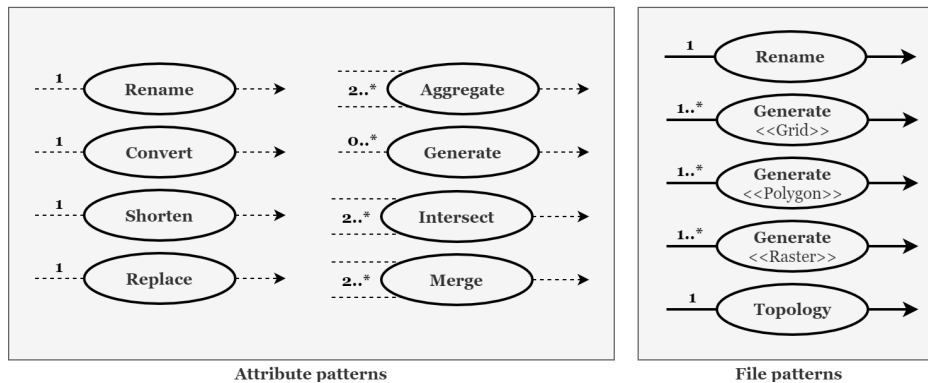 1
Rename
2..*
Aggregate
1
Convert
0..*
Generate
1
Shorten
2..*
Intersect
1
Replace
2..*
Merge
Attribute patterns
1
Rename
1..*
Generate
<<Grid>>
1..*
Generate
<<Polygon>>
1..*
Generate
<<Raster>>
1
Topology
File patterns